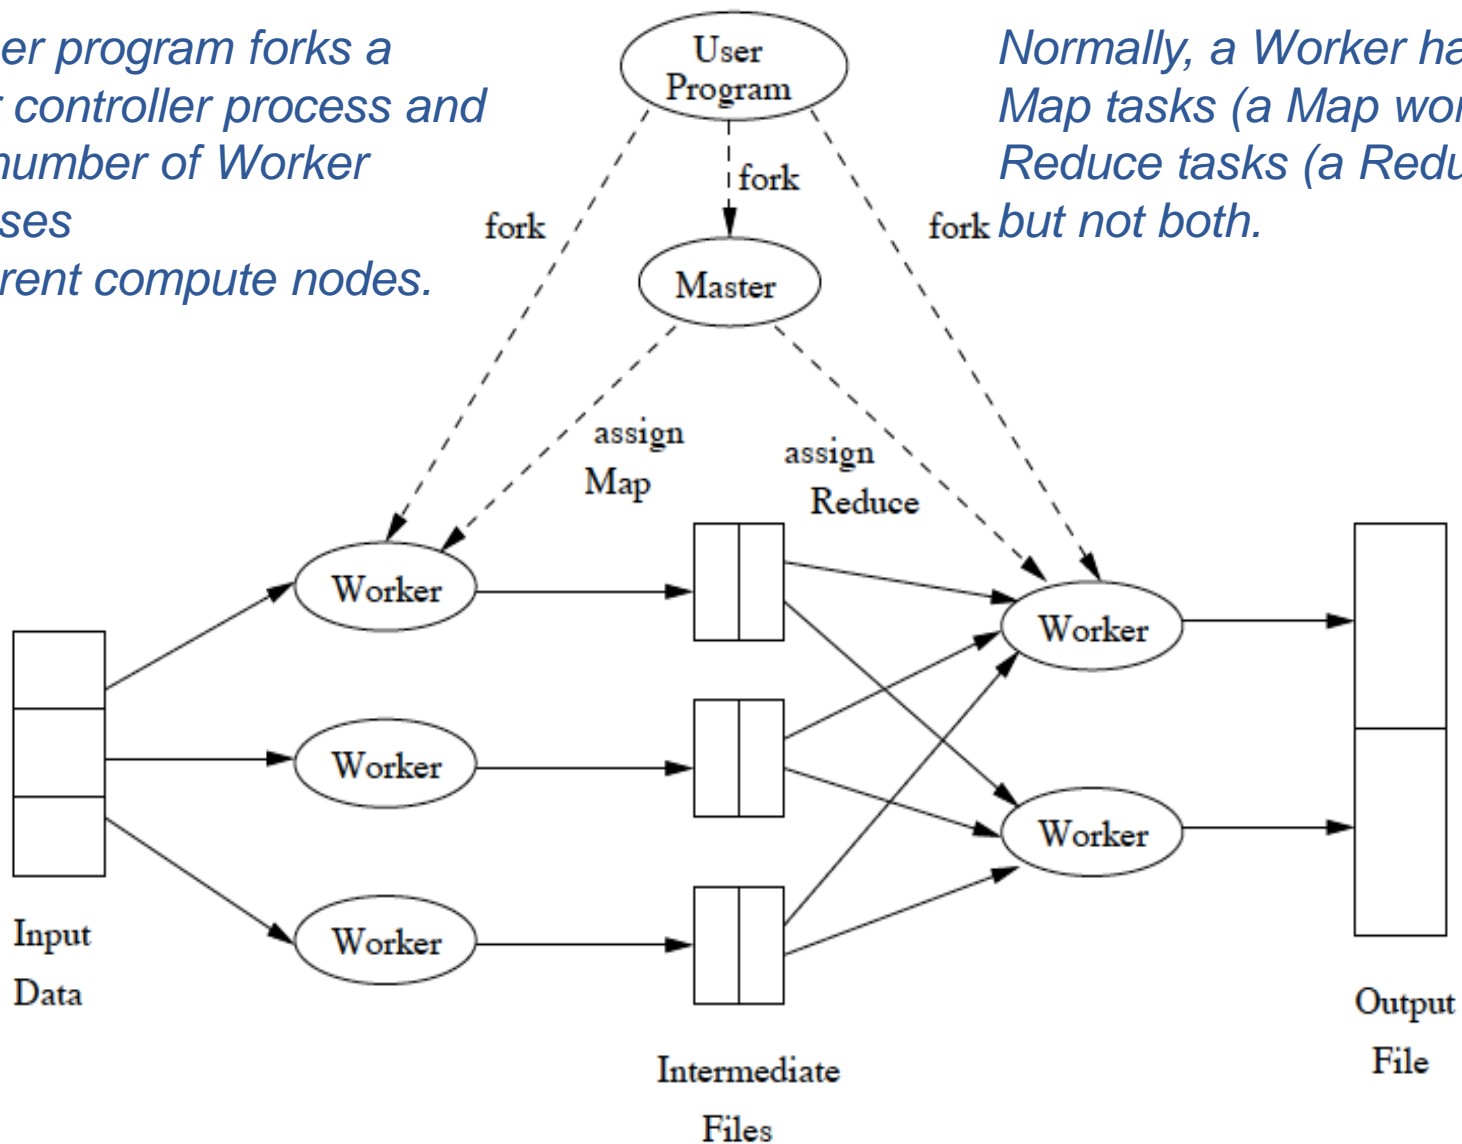 er program forks a
controller process and
number of Worker
ses
rent compute nodes.
User
Program
Normally, a Worker ha
Map tasks (a Map wor
Reduce tasks (a Redu
but not both.
fork
fork
fork
Master
assign
Map
assign
Reduce
Worker
Worker
Worker
Worker
Worker
Input
Data
Intermediate
Files
Output
File